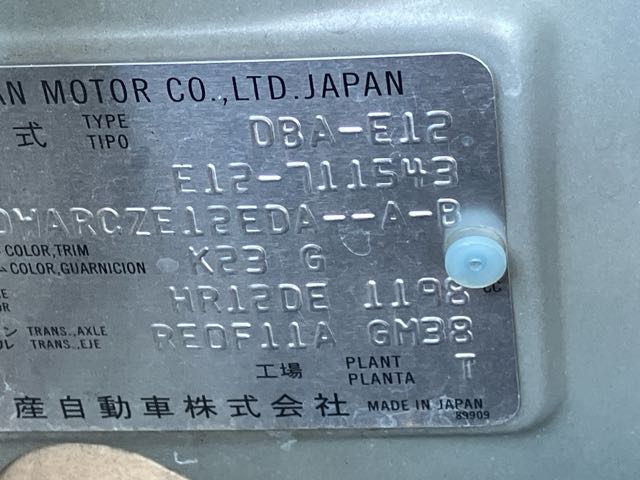 AN MOTOR CO.,LTD.JAPAN
式 TYPE TIPO DBA-E12
E12-711543
DWARCZE12EDA--A-B
COLOR,TRIM COLOR,GUARNICION K23 G
HR12DE 1198 CC
ン TRANS.,AXLE TRANS.,EJE RE0F11A GM38
工場 PLANT PLANTA T
産自動車株式会社 MADE IN JAPAN
89909